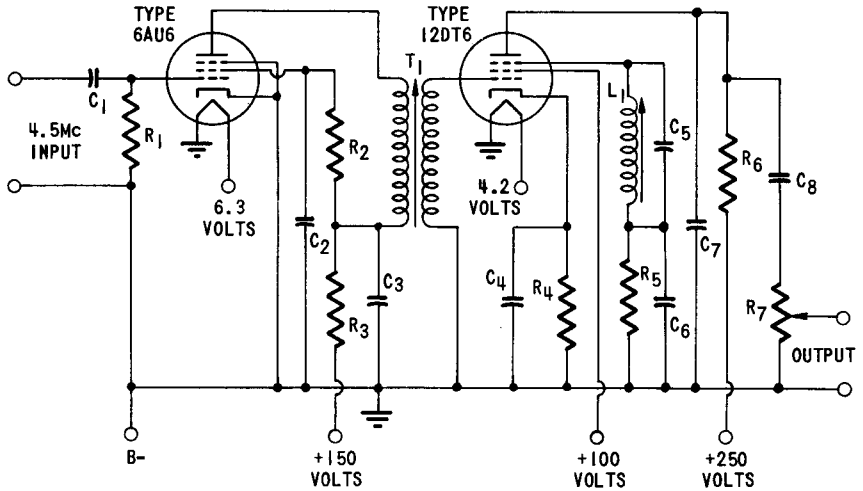 TYPE
6AU6
TYPE
12DT6
T1
C1
4.5Mc
INPUT
R1
R2
L1
C5
R6
C8
6.3
VOLTS
4.2
VOLTS
C2
C7
C3
C4
R4
R5
R3
C6
R7
OUTPUT
B-
+150
VOLTS
+100
VOLTS
+250
VOLTS